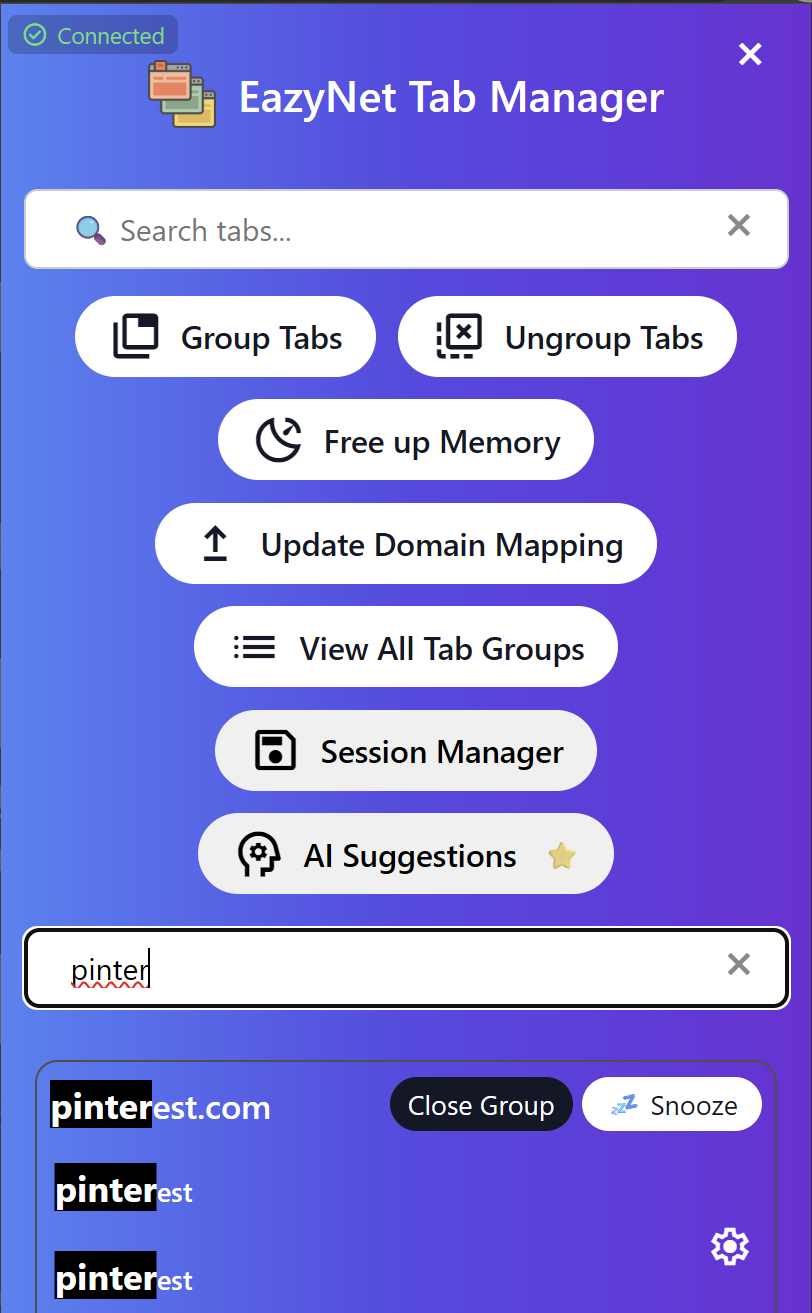 Connected
EazyNet Tab Manager
Search tabs...
Group Tabs
Ungroup Tabs
Free up Memory
Update Domain Mapping
View All Tab Groups
Session Manager
AI Suggestions
pinter
pinterest.com
Close Group
Snooze
pinterest
pinterest